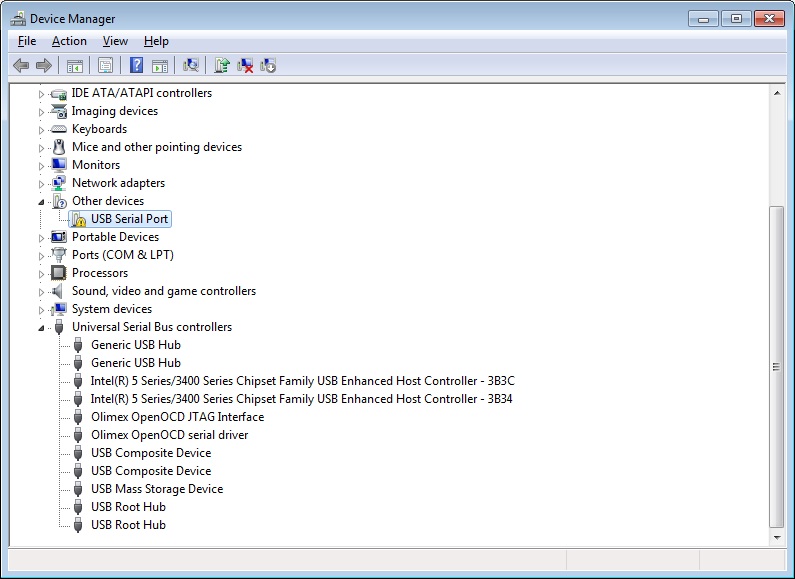 Device Manager
File Action View Help
IDE ATA/ATAPI controllers
Imaging devices
Keyboards
Mice and other pointing devices
Monitors
Network adapters
Other devices
USB Serial Port
Portable Devices
Ports (COM & LPT)
Processors
Sound, video and game controllers
System devices
Universal Serial Bus controllers
Generic USB Hub
Generic USB Hub
Intel(R) 5 Series/3400 Series Chipset Family USB Enhanced Host Controller - 3B3C
Intel(R) 5 Series/3400 Series Chipset Family USB Enhanced Host Controller - 3B34
Olimex OpenOCD JTAG Interface
Olimex OpenOCD serial driver
USB Composite Device
USB Composite Device
USB Mass Storage Device
USB Root Hub
USB Root Hub